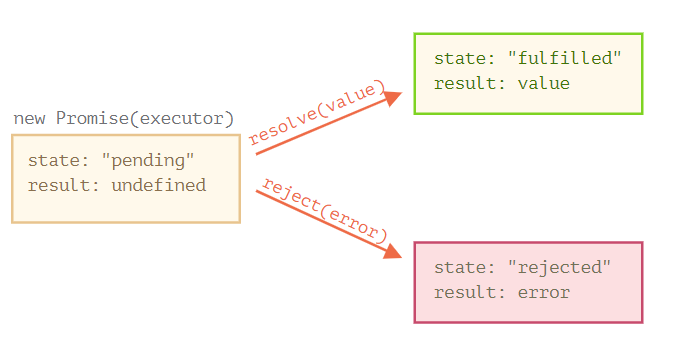 new Promise(executor)
state: "pending"
result: undefined
resolve(value)
reject(error)
state: "fulfilled"
result: value
state: "rejected"
result: error